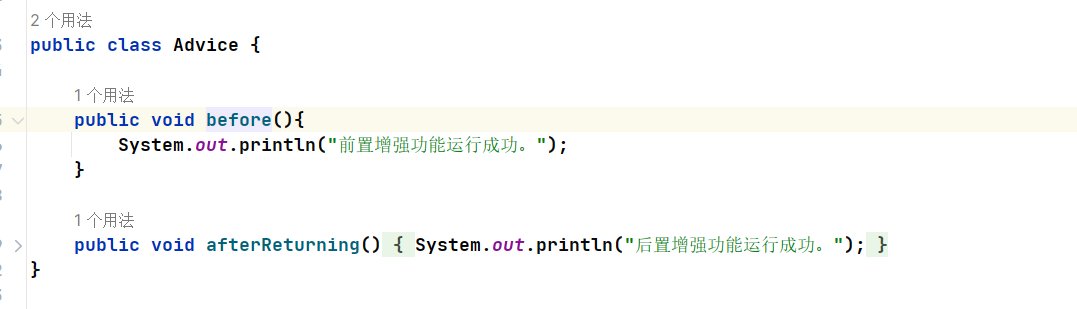 2 个用法
public class Advice {
1 个用法
public void before(){
System.out.println("前置增强功能运行成功。");
}
1 个用法
public void afterReturning() { System.out.println("后置增强功能运行成功。"); }
}